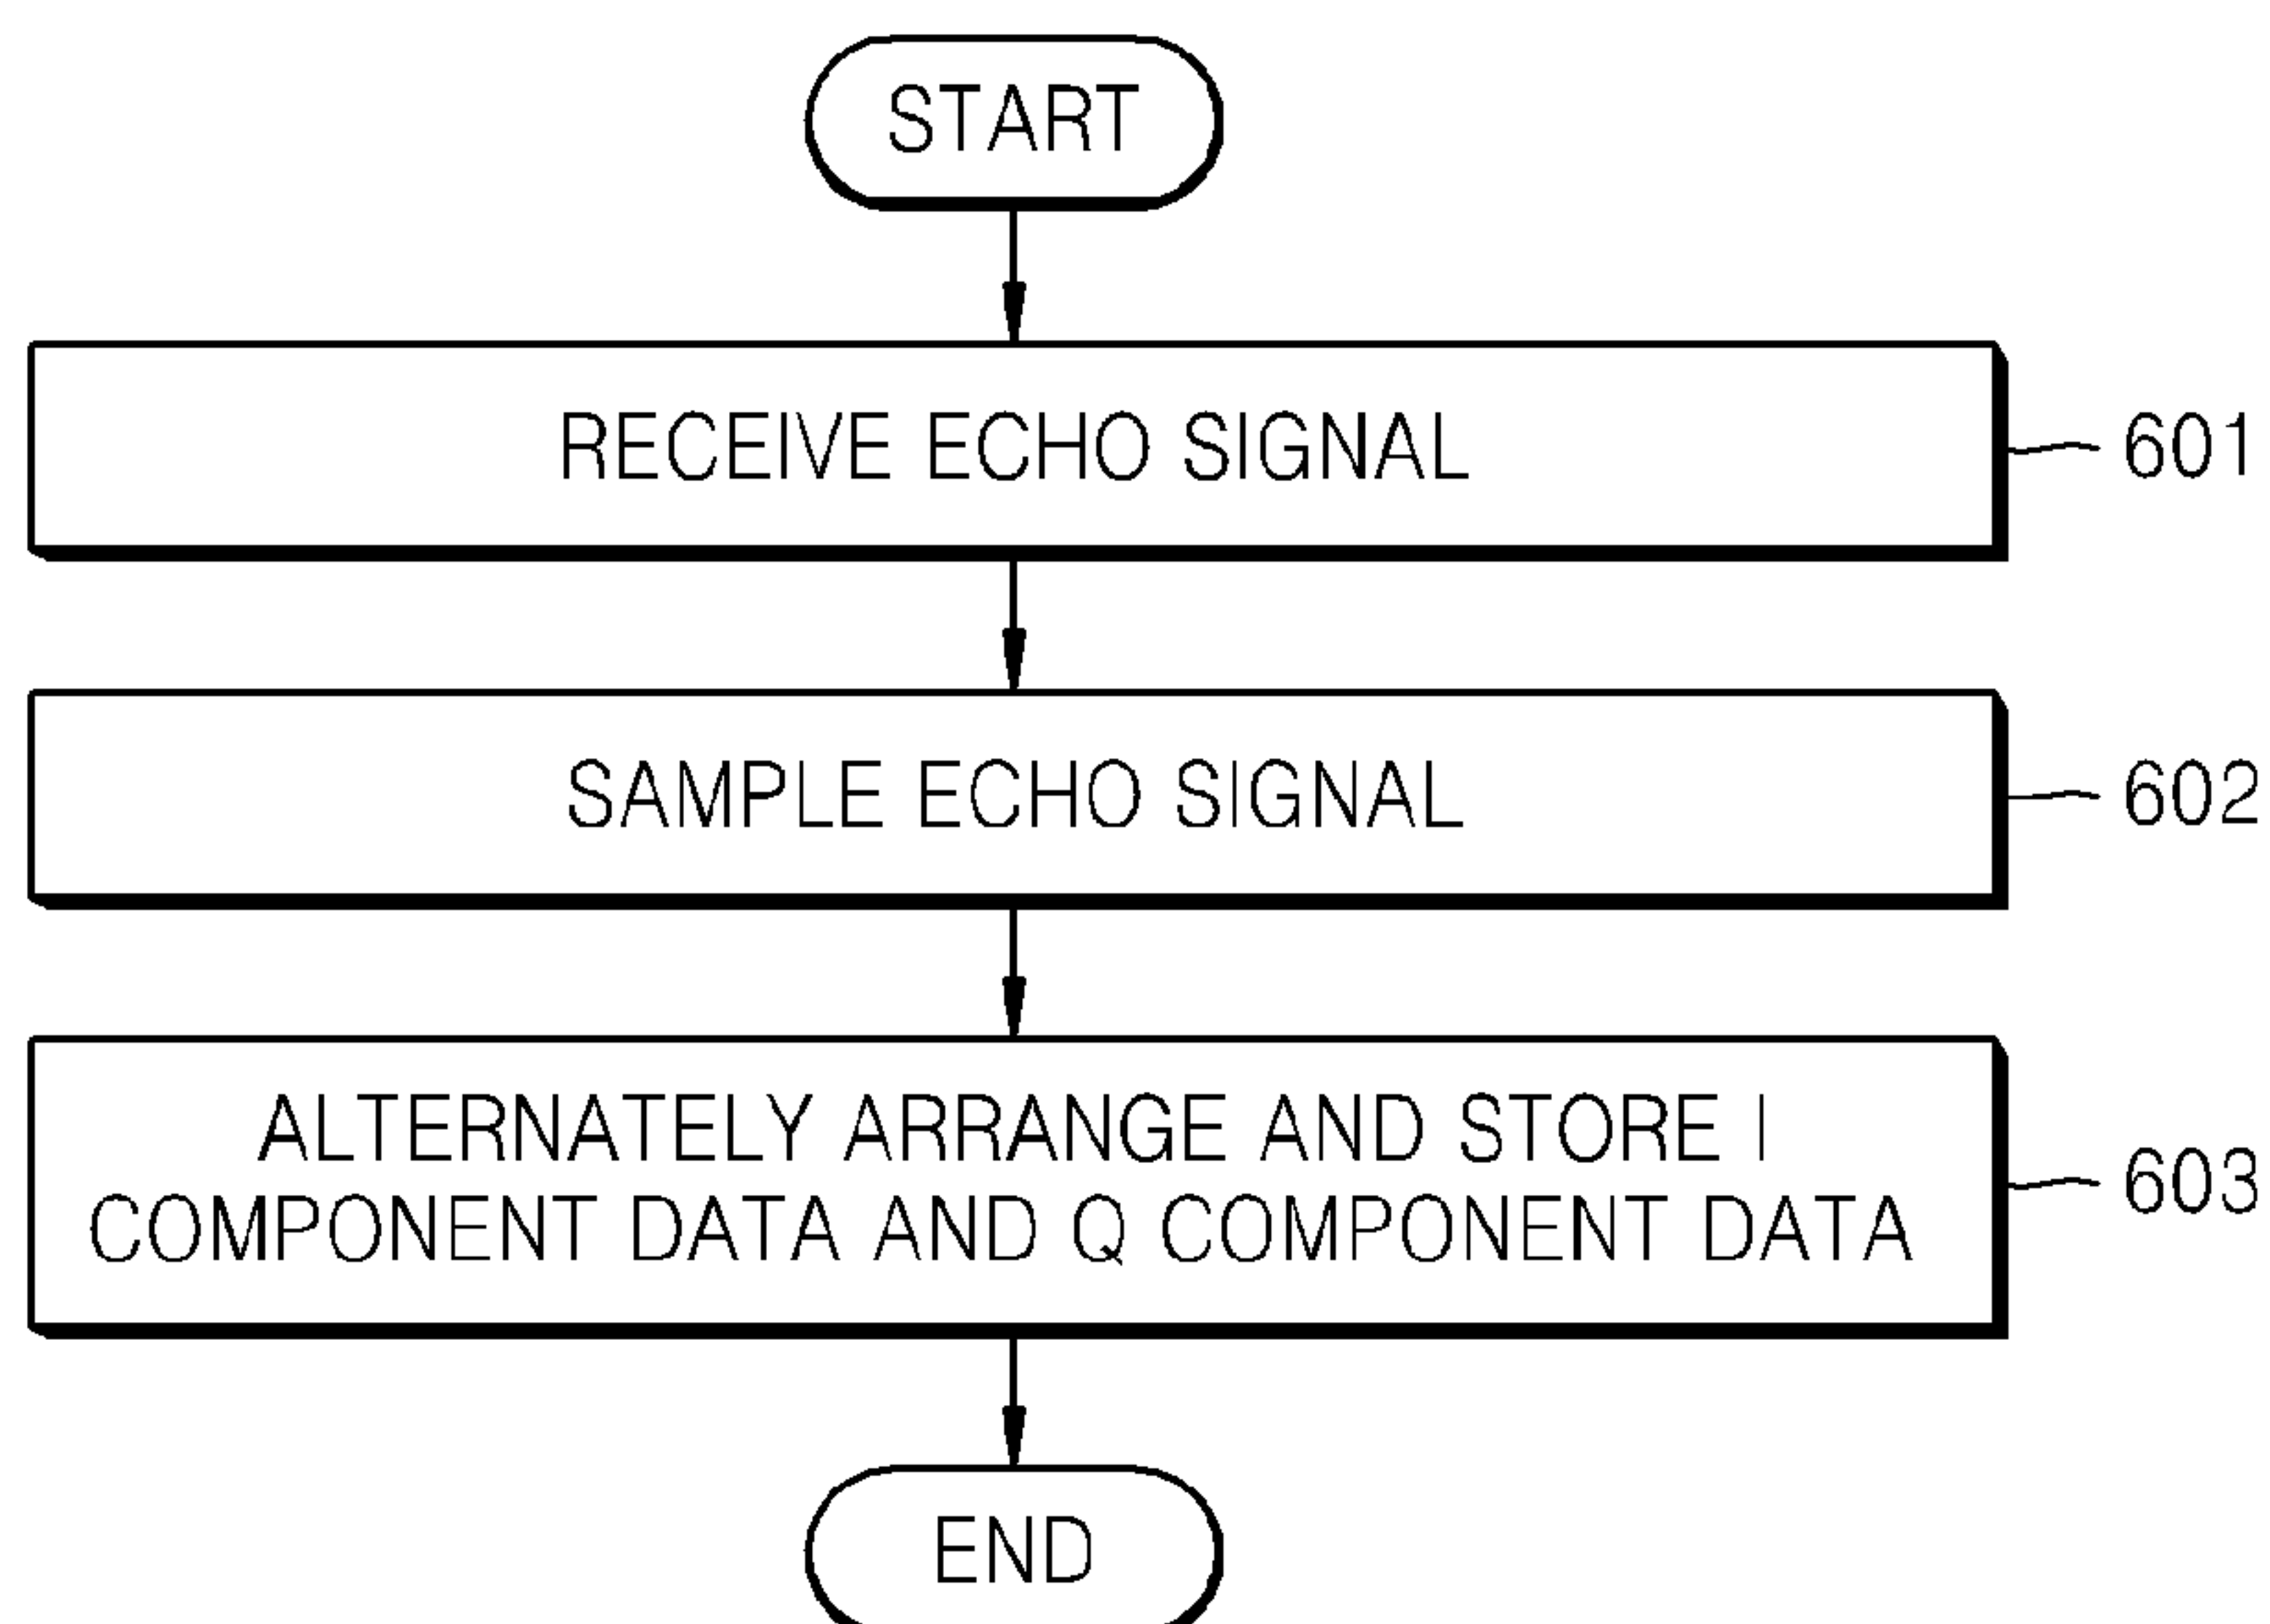 START
RECEIVE ECHO SIGNAL
601
SAMPLE ECHO SIGNAL
602
ALTERNATELY ARRANGE AND STORE I
COMPONENT DATA AND Q COMPONENT DATA
603
END